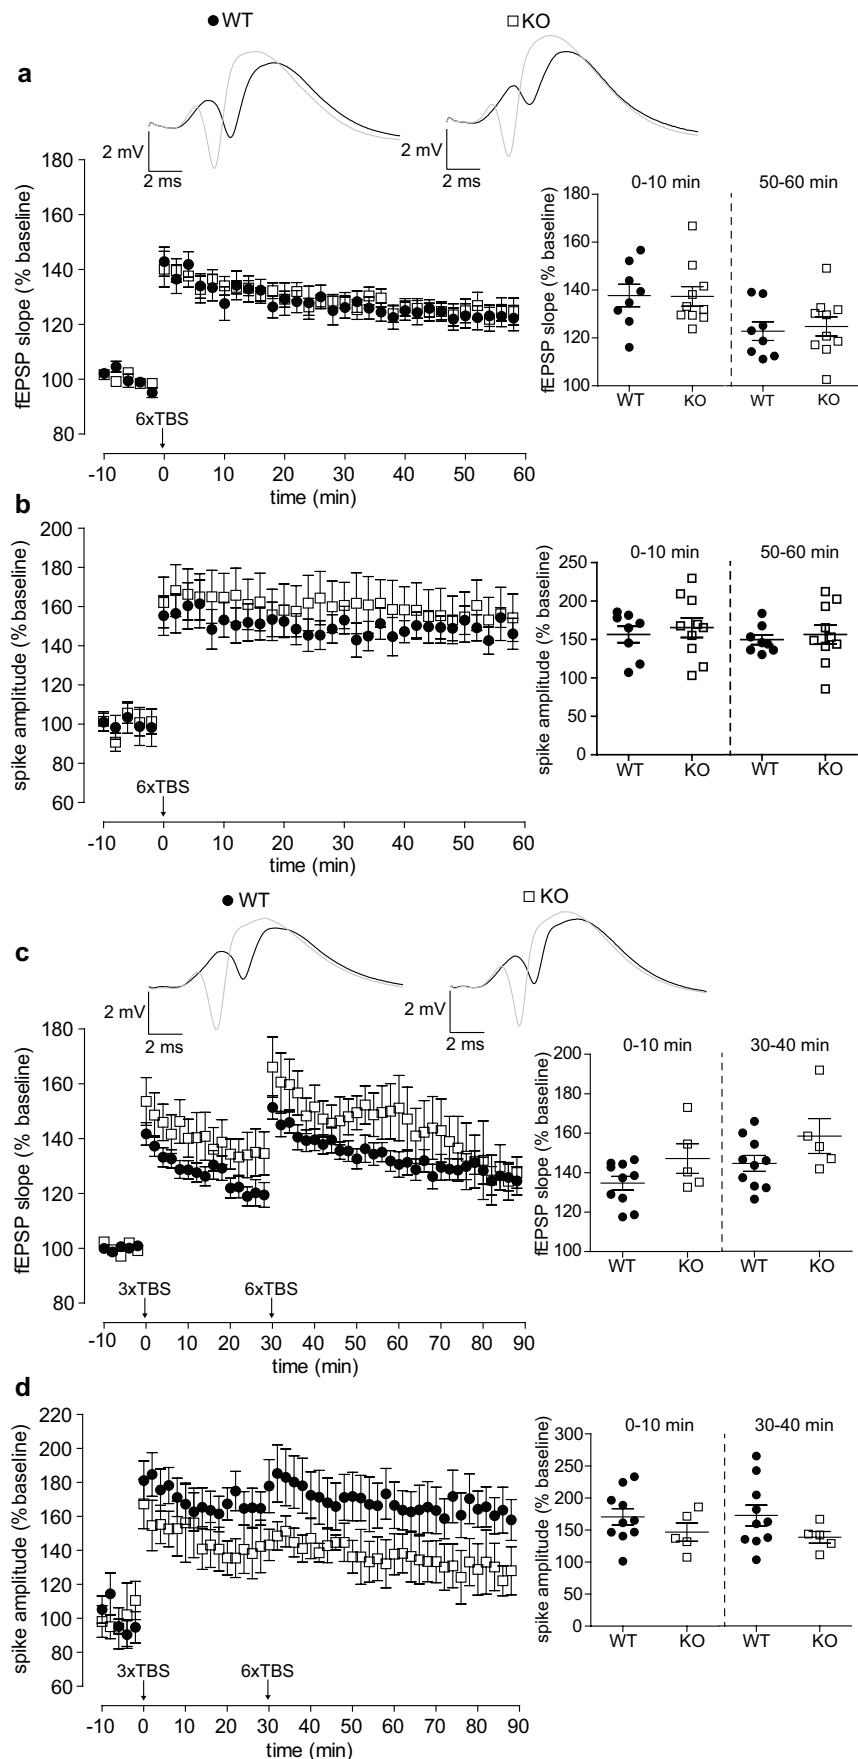 WT
KO
a
2 mV
2 ms
2 mV
2 ms
fEPSP slope (% baseline)
180
160
140
120
100
80
6xTBS
-10
0
10
20
30
40
50
60
time (min)
fEPSP slope (% baseline)
0-10 min
50-60 min
180
160
140
120
100
WT
KO
WT
KO
b
spike amplitude (% baseline)
200
180
160
140
120
100
80
60
6xTBS
-10
0
10
20
30
40
50
60
time (min)
spike amplitude (% baseline)
0-10 min
50-60 min
250
200
150
100
50
0
WT
KO
WT
KO
WT
KO
c
2 mV
2 ms
2 mV
2 ms
fEPSP slope (% baseline)
180
160
140
120
100
80
3xTBS
6xTBS
-10
0
10
20
30
40
50
60
70
80
90
time (min)
fEPSP slope (% baseline)
0-10 min
30-40 min
200
180
160
140
120
100
WT
KO
WT
KO
d
spike amplitude (% baseline)
220
200
180
160
140
120
100
80
60
3xTBS
6xTBS
-10
0
10
20
30
40
50
60
70
80
90
time (min)
spike amplitude (% baseline)
0-10 min
30-40 min
300
250
200
150
100
50
0
WT
KO
WT
KO